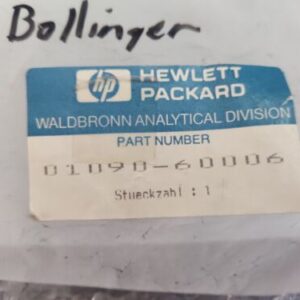 Bollinger
hp HEWLETT
PACKARD
WALDBRONN ANALYTICAL DIVISION
PART NUMBER
01090-60006
Stueckzahl : 1